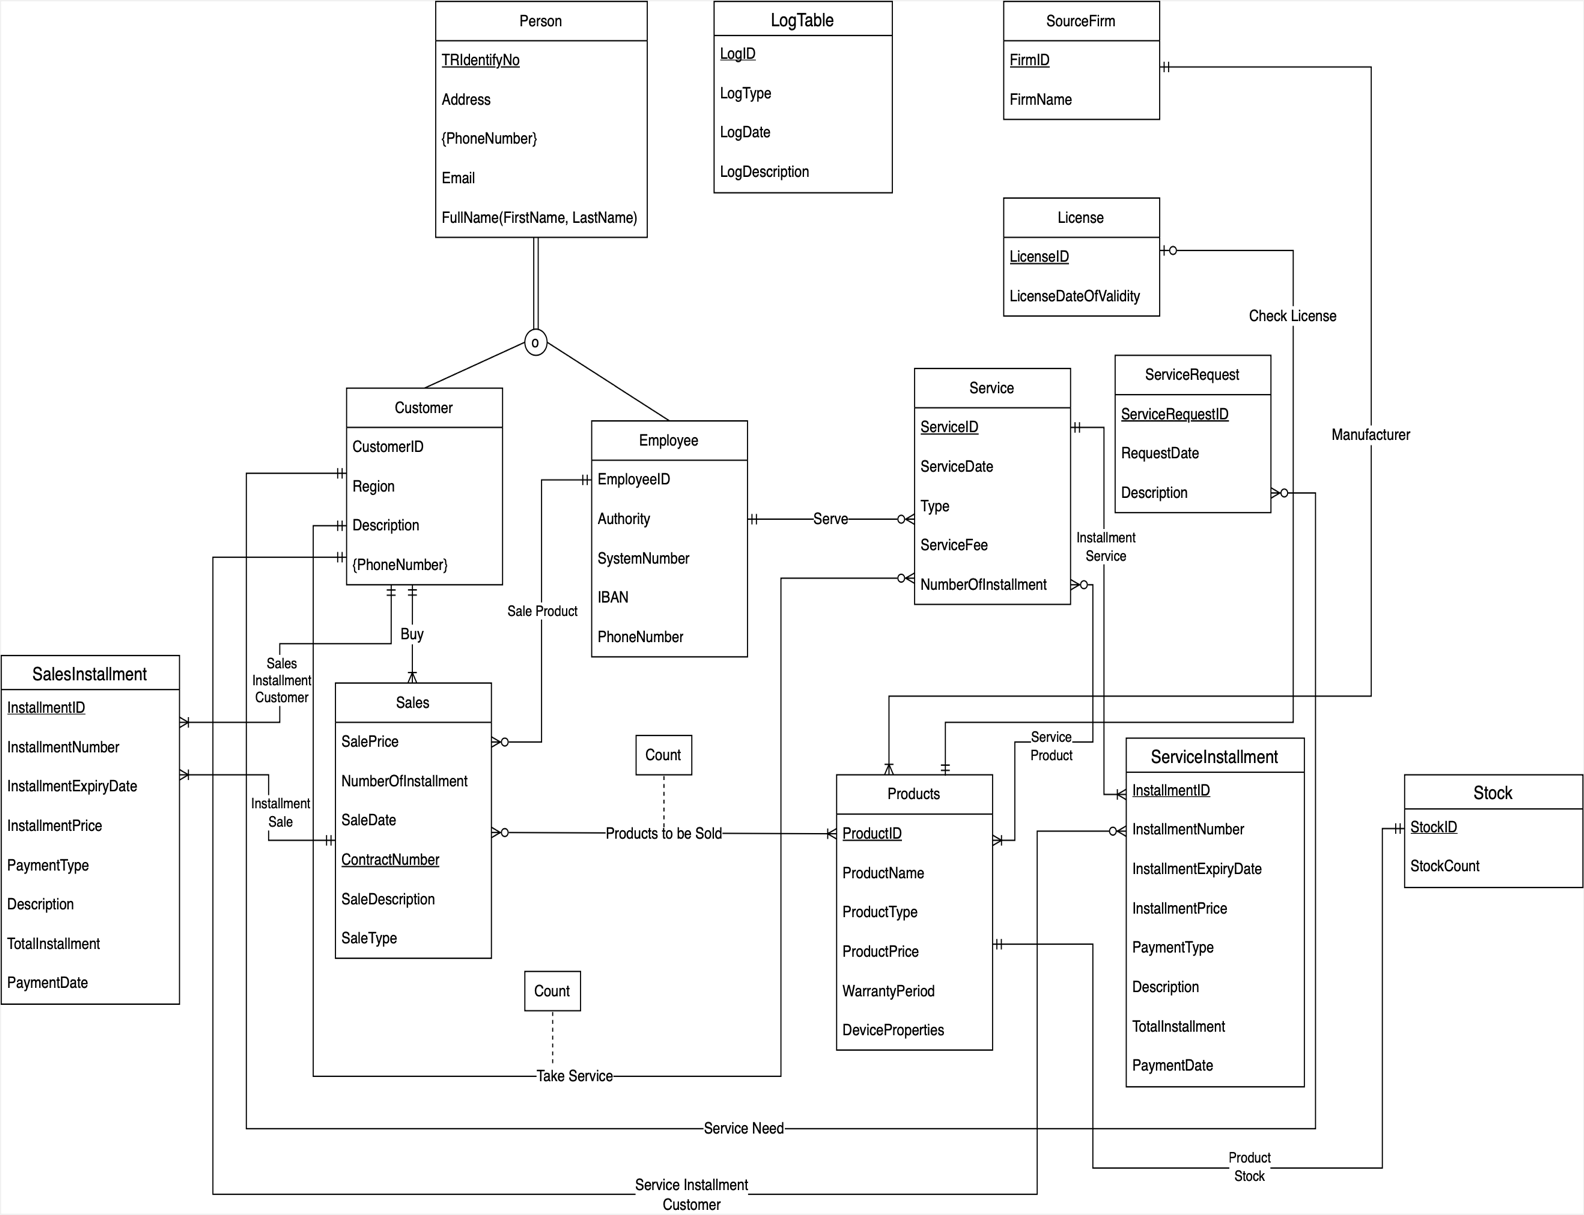 Person
TRIdentifyNo
Address
{PhoneNumber}
Email
FullName(FirstName, LastName)
LogTable
LogID
LogType
LogDate
LogDescription
SourceFirm
FirmID
FirmName
License
LicenseID
LicenseDateOfValidity
Check License
Manufacturer
o
Customer
CustomerID
Region
Description
{PhoneNumber}
Employee
EmployeeID
Authority
SystemNumber
IBAN
PhoneNumber
Serve
Service
ServiceID
ServiceDate
Type
ServiceFee
NumberOfInstallment
ServiceRequest
ServiceRequestID
RequestDate
Description
Installment
Service
Sale Product
Buy
Sales
Installment
Customer
SalesInstallment
InstallmentID
InstallmentNumber
InstallmentExpiryDate
InstallmentPrice
PaymentType
Description
TotalInstallment
PaymentDate
Installment
Sale
Sales
SalePrice
NumberOfInstallment
SaleDate
ContractNumber
SaleDescription
SaleType
Count
Products to be Sold
Service
Product
Products
ProductID
ProductName
ProductType
ProductPrice
WarrantyPeriod
DeviceProperties
ServiceInstallment
InstallmentID
InstallmentNumber
InstallmentExpiryDate
InstallmentPrice
PaymentType
Description
TotalInstallment
PaymentDate
Stock
StockID
StockCount
Count
Take Service
Service Need
Product
Stock
Service Installment
Customer